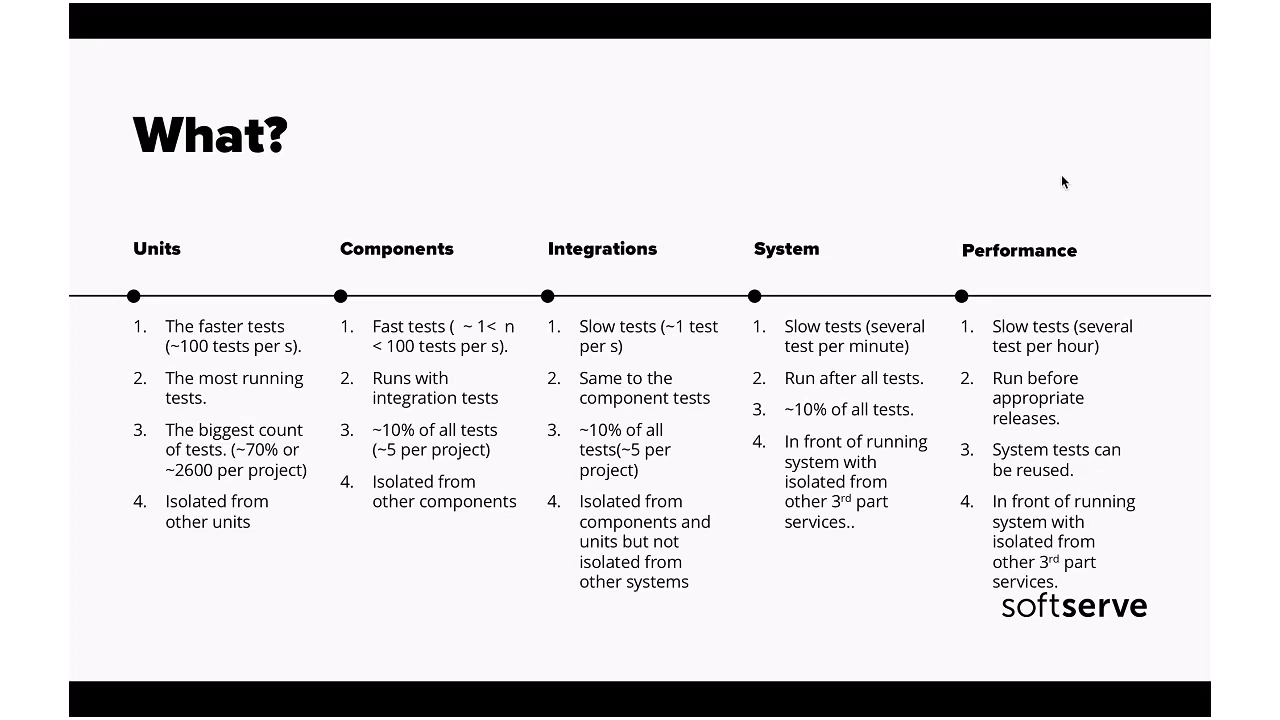 What?
Units
1. The faster tests
(~100 tests per s).
2. The most running
tests.
3. The biggest count
of tests. (~70% or
~2600 per project)
4. Isolated from
other units
Components
1. Fast tests ( ~ 1< n
< 100 tests per s).
2. Runs with
integration tests
3. ~10% of all tests
(~5 per project)
4. Isolated from
other components
Integrations
1. Slow tests (~1 test
per s)
2. Same to the
component tests
3. ~10% of all
tests(~5 per
project)
4. Isolated from
components and
units but not
isolated from
other systems
System
1. Slow tests (several
test per minute)
2. Run after all tests.
3. ~10% of all tests.
4. In front of running
system with
isolated from
other 3rd part
services..
Performance
1. Slow tests (several
test per hour)
2. Run before
appropriate
releases.
3. System tests can
be reused.
4. In front of running
system with
isolated from
other 3rd part
services.
softserve